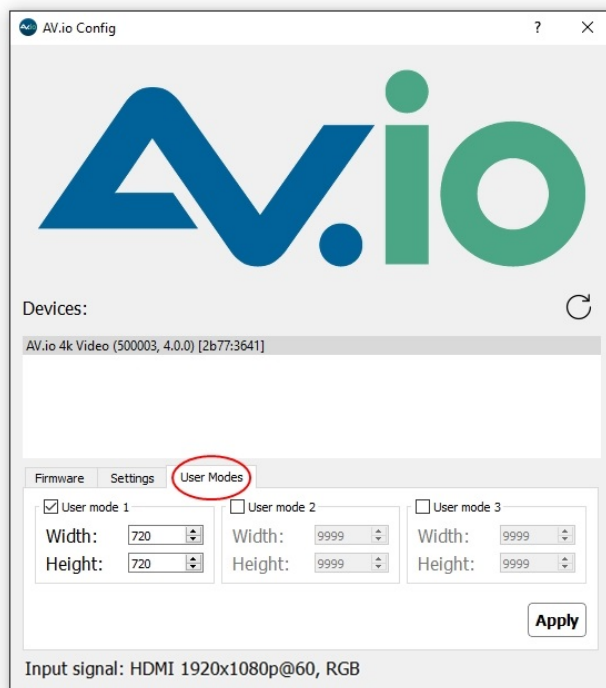 AV.io Config
AV.io
Devices:
AV.io 4k Video (500003, 4.0.0) [2b77:3641]
Firmware Settings User Modes
User mode 1 User mode 2 User mode 3
Width: 720 Width: 9999 Width: 9999
Height: 720 Height: 9999 Height: 9999
Apply
Input signal: HDMI 1920x1080p@60, RGB